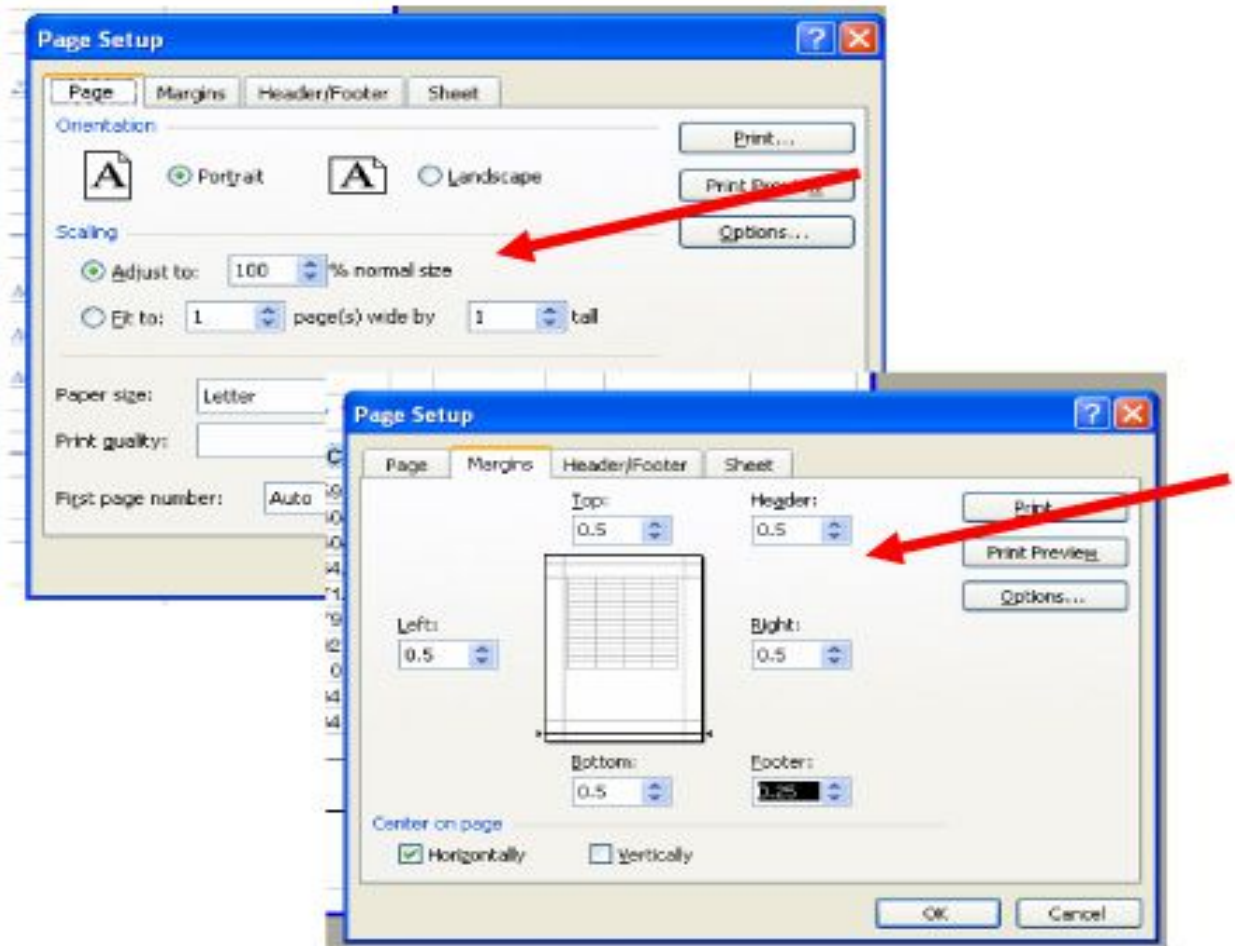 Page Setup
Page Margins Header/Footer Sheet
Orientation
Print...
A Portrait A Landscape
Print Preview
Scaling
Options...
Adjust to: 100 % normal size
Fit to: 1 page(s) wide by 1 tall
Paper size: Letter
Print quality:
First page number: Auto
Page Setup
Page Margins Header/Footer Sheet
Top: Header:
Print...
0.5 0.5
Print Preview
Options...
Left: Right:
0.5 0.5
Bottom: Footer:
0.5 0.25
Center on page
Horizontally Vertically
OK Cancel